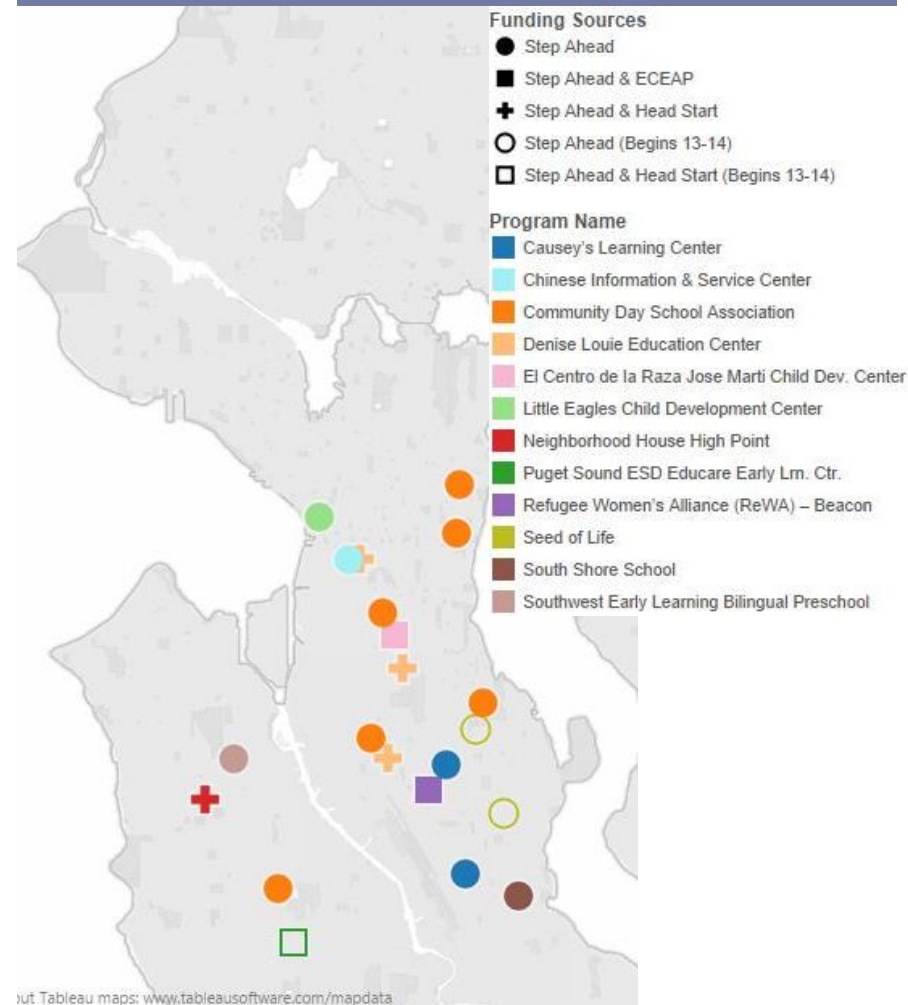 Funding Sources
Step Ahead
Step Ahead & ECEAP
Step Ahead & Head Start
Step Ahead (Begins 13-14)
Step Ahead & Head Start (Begins 13-14)
Program Name
Causey's Learning Center
Chinese Information & Service Center
Community Day School Association
Denise Louie Education Center
El Centro de la Raza Jose Marti Child Dev. Center
Little Eagles Child Development Center
Neighborhood House High Point
Puget Sound ESD Educare Early Lrn. Ctr.
Refugee Women's Alliance (ReWA) – Beacon
Seed of Life
South Shore School
Southwest Early Learning Bilingual Preschool
out Tableau maps: www.tableausoftware.com/mapdata